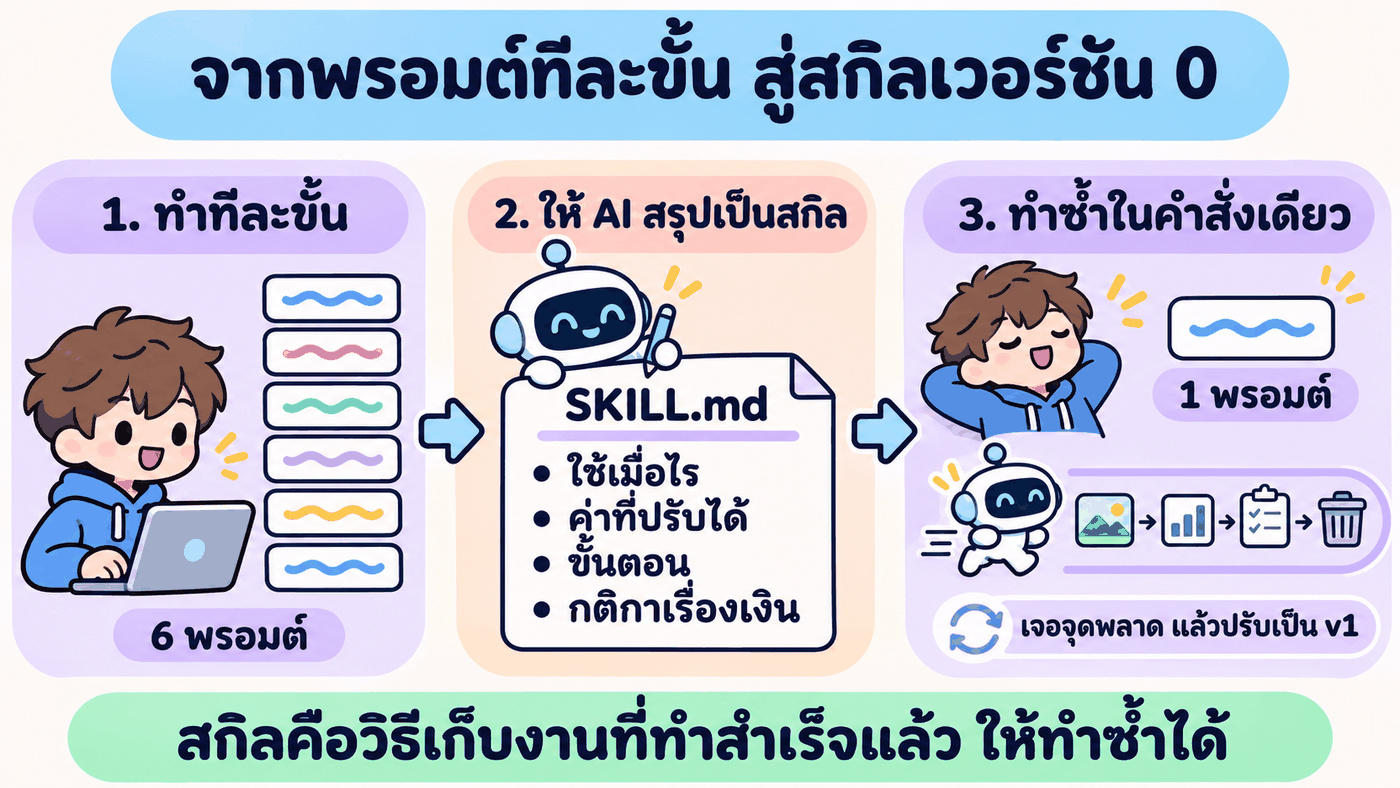 จากพรอมต์ทีละขั้น สู่สกิลเวอร์ชัน 0
1. ทำทีละขั้น
6 พรอมต์
2. ให้ AI สรุปเป็นสกิล
SKILL.md
• ใช้เมื่อไร
• ค่าที่ปรับได้
• ขั้นตอน
• กติกาเรื่องเงิน
3. ทำซ้ำในคำสั่งเดียว
1 พรอมต์
เจอจุดพลาด แล้วปรับเป็น v1
สกิลคือวิธีเก็บงานที่ทำสำเร็จแล้ว ให้ทำซ้ำได้